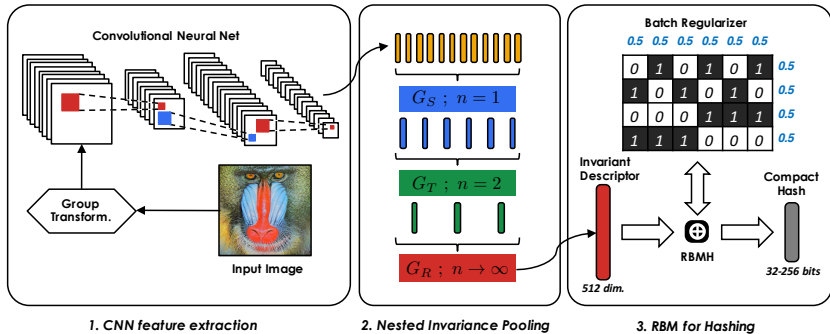 Convolutional Neural Net
Group
Transform.
Input Image
1. CNN feature extraction
G_S ; n = 1
G_T ; n = 2
G_R ; n → ∞
2. Nested Invariance Pooling
Batch Regularizer
0.5 0.5 0.5 0.5 0.5 0.5
0 1 0 1 0 1 0.5
1 0 1 0 1 0 0.5
0 0 0 1 1 1 0.5
1 1 1 0 0 0 0.5
Invariant
Descriptor
512 dim.
RBMH
Compact
Hash
32-256 bits
3. RBM for Hashing